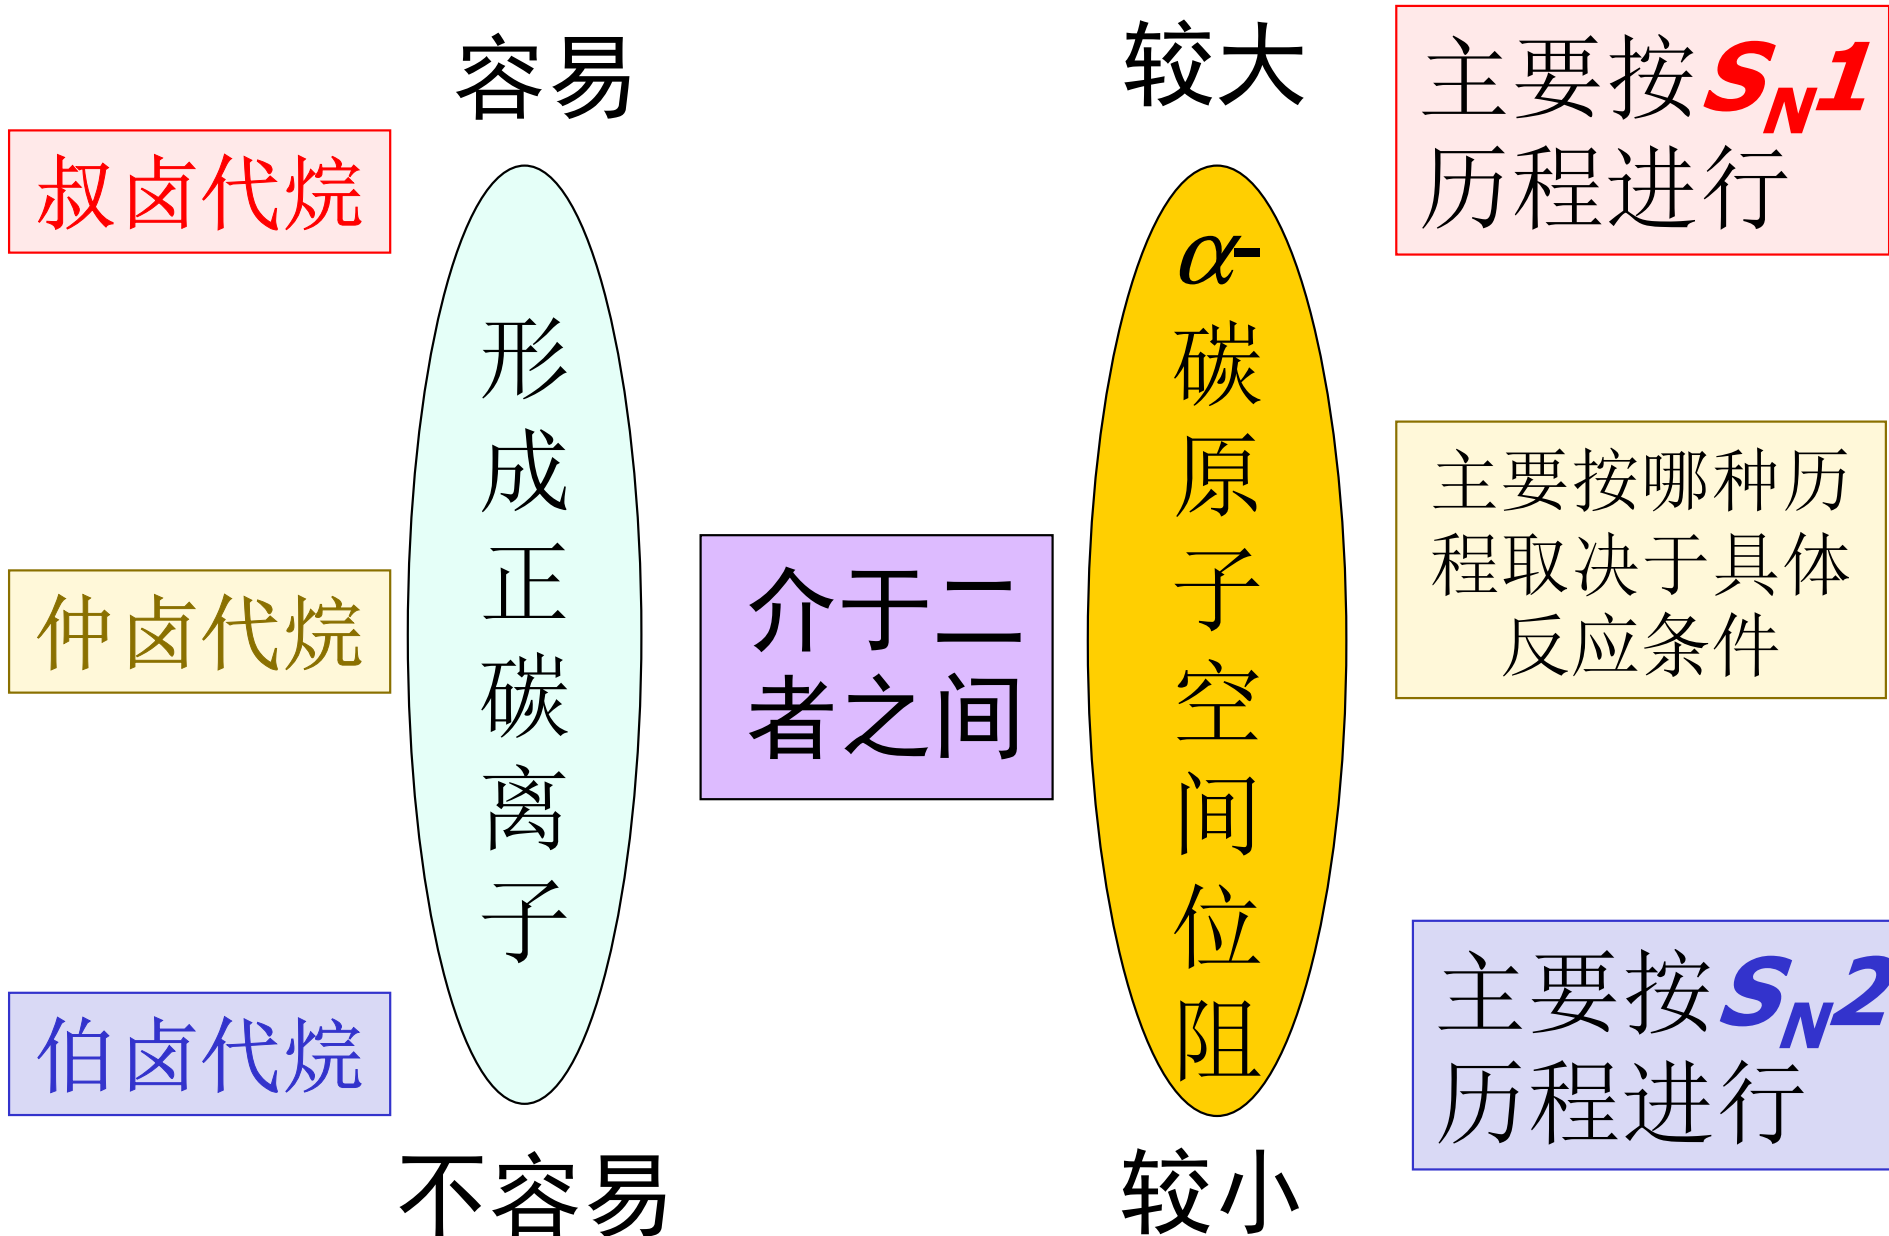 容易
较大
主要按SN1
历程进行
叔卤代烷
形
成
正
碳
离
子
α-
碳
原
子
空
间
位
阻
仲卤代烷
介于二
者之间
主要按哪种历
程取决于具体
反应条件
伯卤代烷
主要按SN2
历程进行
不容易
较小